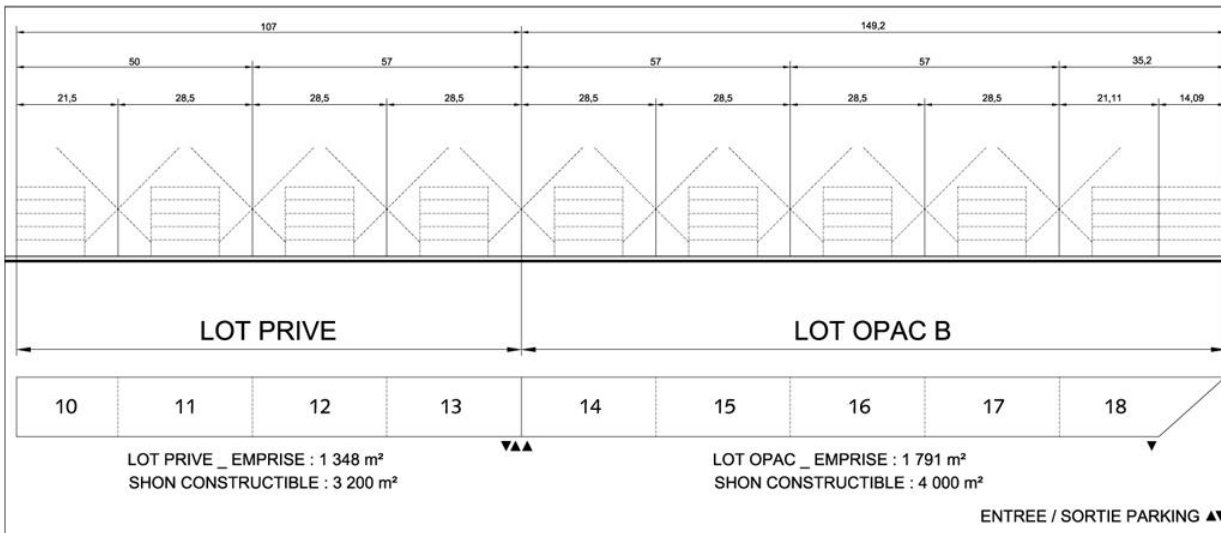 107 149,2
50 57 57 57 35,2
21,5 28,5 28,5 28,5 28,5 28,5 28,5 28,5 21,11 14,09
LOT PRIVE LOT OPAC B
10 11 12 13 14 15 16 17 18
LOT PRIVE _ EMPRISE : 1 348 m²
SHON CONSTRUCTIBLE : 3 200 m²
LOT OPAC _ EMPRISE : 1 791 m²
SHON CONSTRUCTIBLE : 4 000 m²
ENTREE / SORTIE PARKING